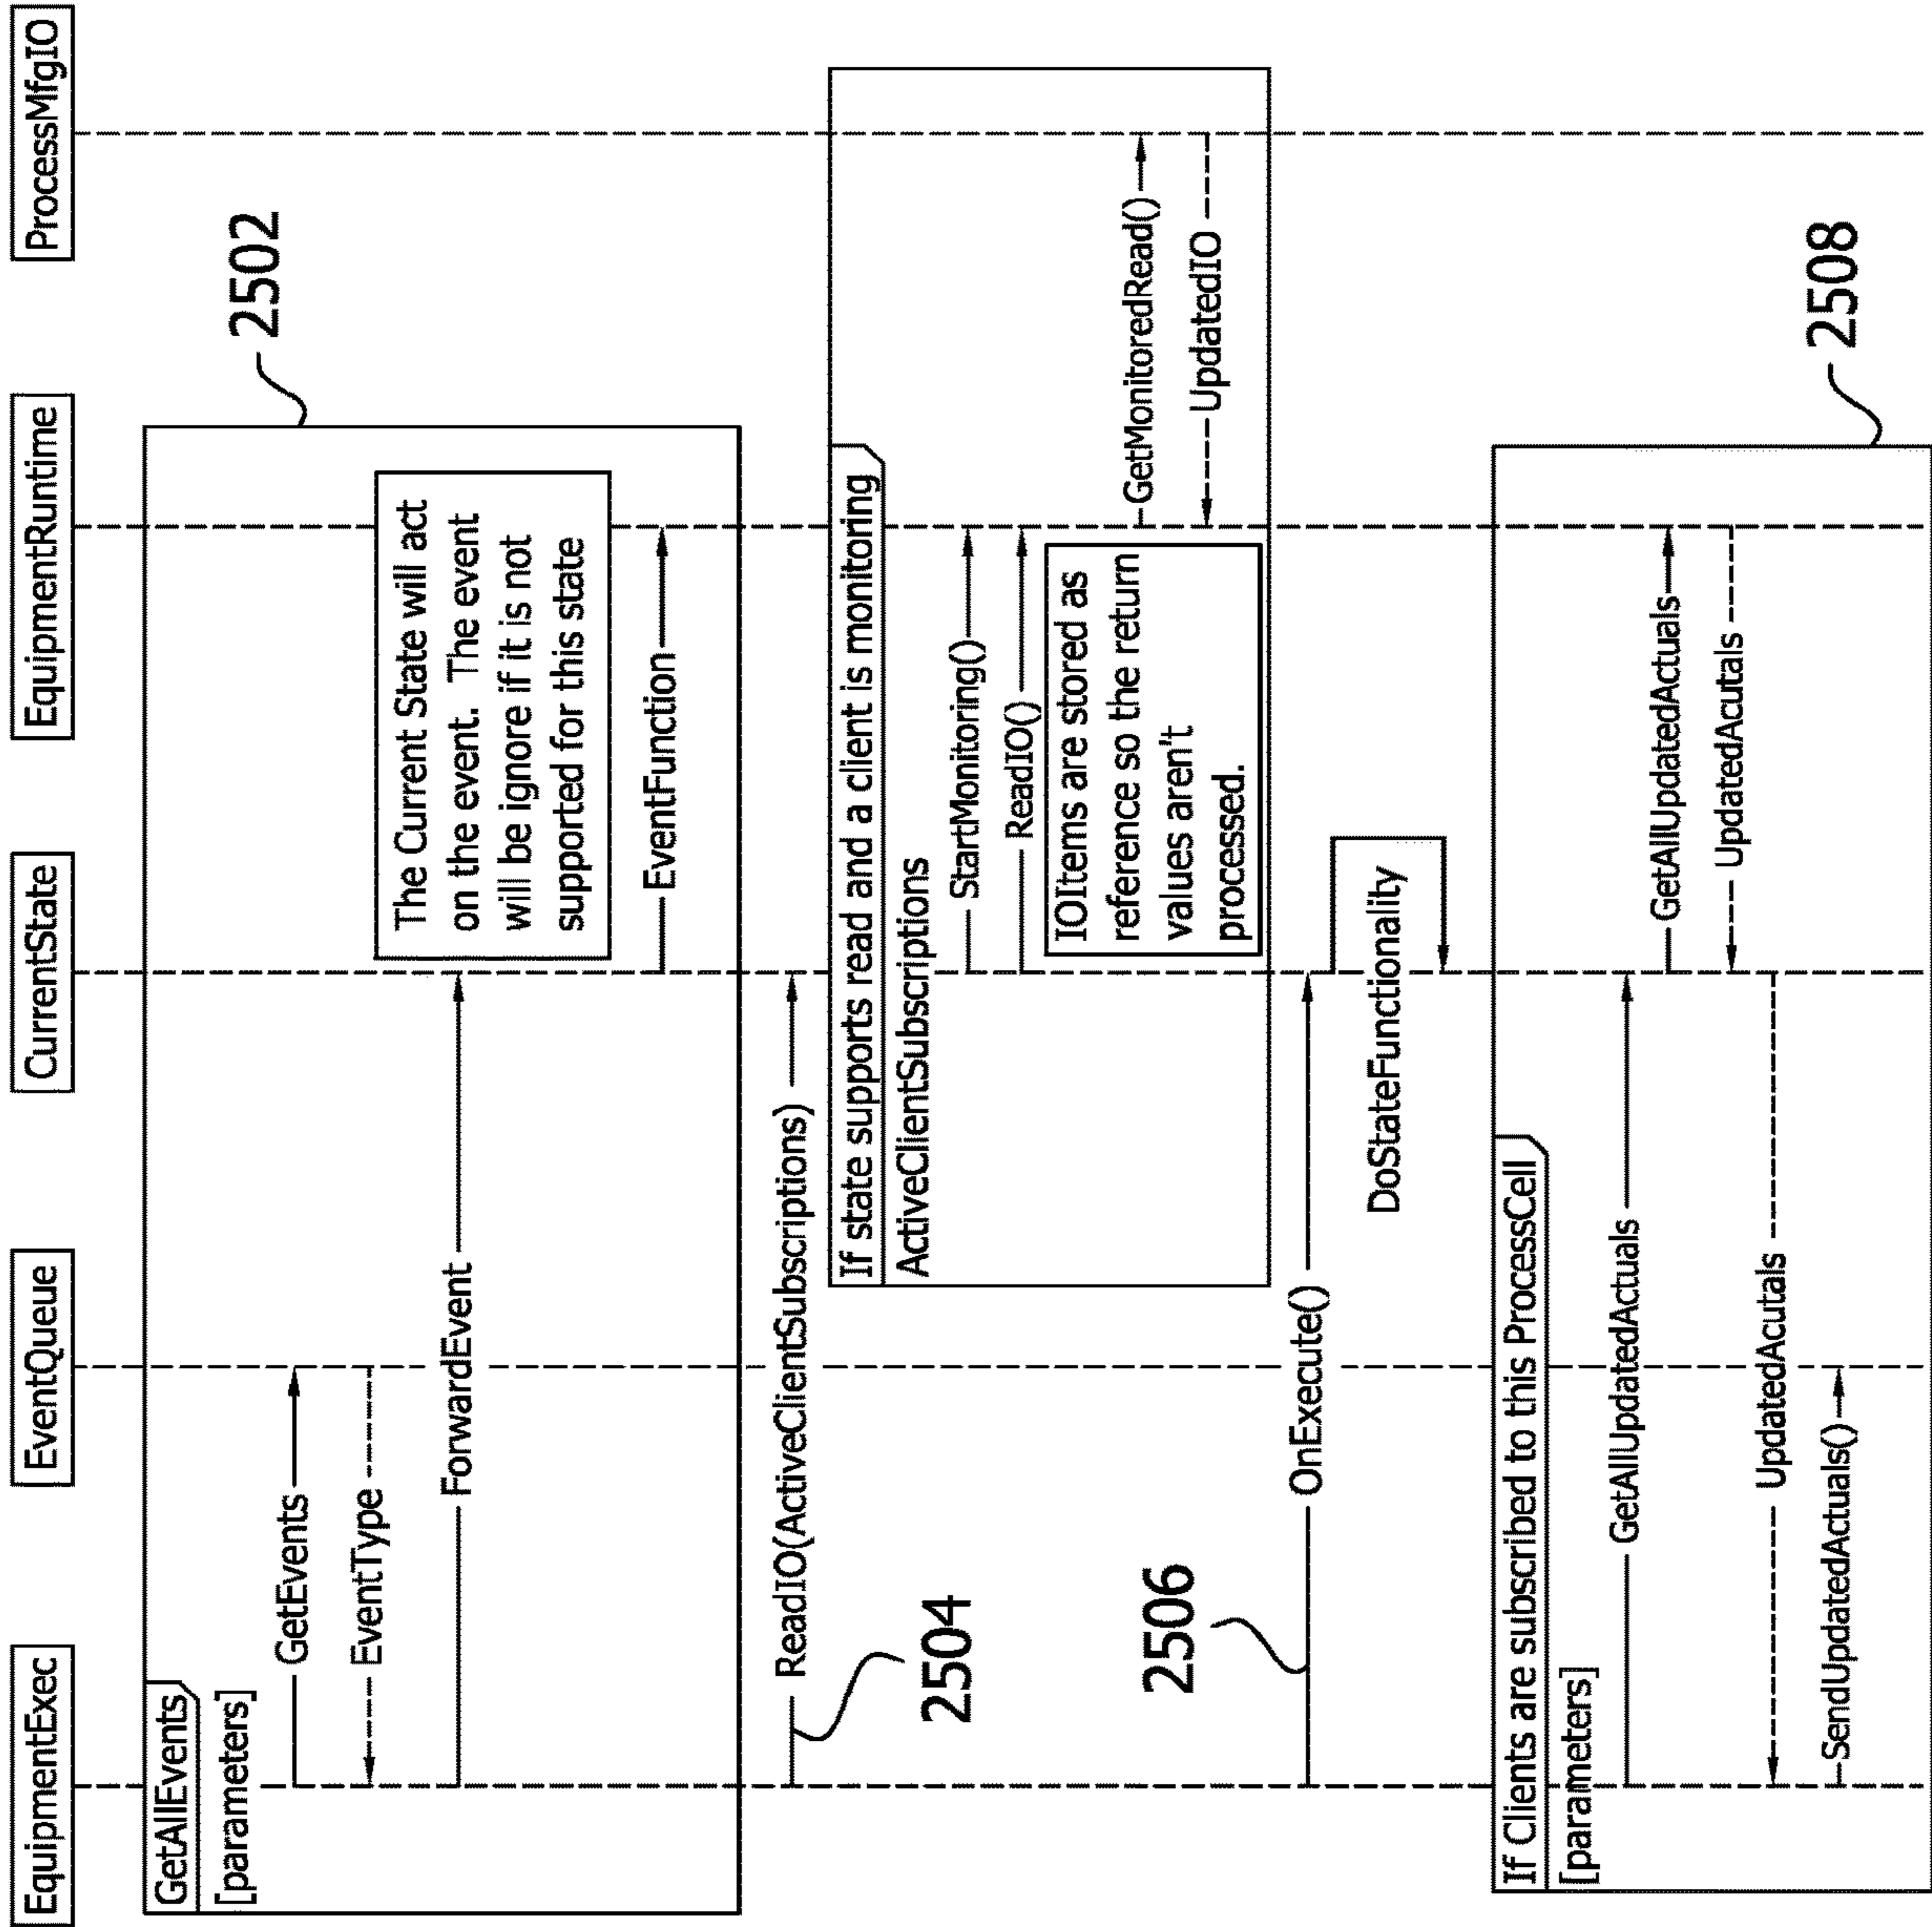 EquipmentExec
EventQueue
CurrentState
EquipmentRuntime
ProcessMfgIO
GetAllEvents
[parameters]
2502
GetEvents
EventType
ForwardEvent
The Current State will act
on the event. The event
will be ignore if it is not
supported for this state
EventFunction
ReadIO(ActiveClientSubscriptions)
2504
If state supports read and a client is monitoring
ActiveClientSubscriptions
StartMonitoring()
ReadIO()
IOItems are stored as
reference so the return
values aren't
processed.
GetMonitoredRead()
UpdatedIO
2506
OnExecute()
DoStateFunctionality
If Clients are subscribed to this ProcessCell
[parameters]
2508
GetAllUpdatedActuals
GetAllUpdatedActuals
UpdatedAcutals
UpdatedAcutals
SendUpdatedActuals()